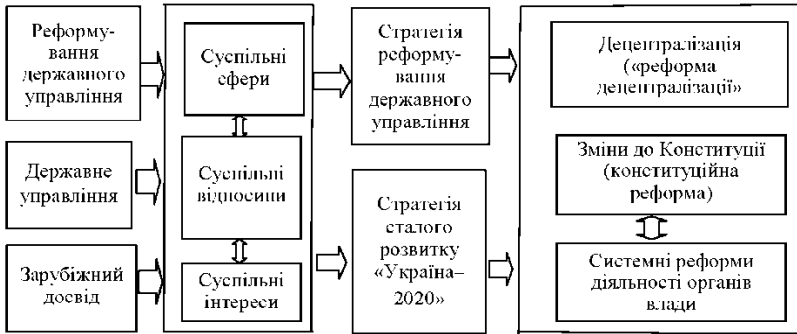 Реформу-
вання
державного
управління
Державне
управління
Зарубіжний
досвід
Суспільні
сфери
Суспільні
відносини
Суспільні
інтереси
Стратегія
реформу-
вання
державного
управління
Стратегія
сталого
розвитку
«Україна–
2020»
Децентралізація
(«реформа
децентралізації»
Зміни до Конституції
(конституційна
реформа)
Системні реформи
діяльності органів
влади